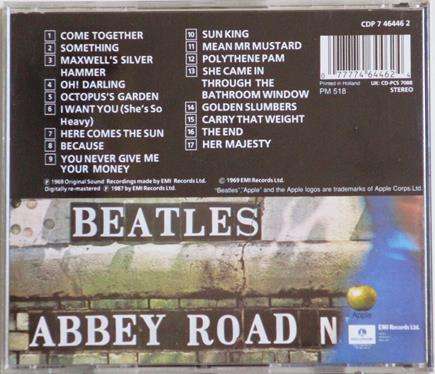 CDP 7 46446 2
1 COME TOGETHER
2 SOMETHING
3 MAXWELL'S SILVER
HAMMER
4 OH! DARLING
5 OCTOPUS'S GARDEN
6 I WANT YOU (She's So
Heavy)
7 HERE COMES THE SUN
8 BECAUSE
9 YOU NEVER GIVE ME
YOUR MONEY
10 SUN KING
11 MEAN MR MUSTARD
12 POLYTHENE PAM
13 SHE CAME IN
THROUGH THE
BATHROOM WINDOW
14 GOLDEN SLUMBERS
15 CARRY THAT WEIGHT
16 THE END
17 HER MAJESTY
0 77774 64462 4
Printed in Holland
UK: CD-PCS 7088
PM 518
STEREO
℗ 1969 Original Sound Recordings made by EMI Records Ltd.
Digitally re-mastered ℗ 1987 by EMI Records Ltd.
© 1969 EMI Records Ltd.
"Beatles", "Apple" and the Apple logos are trademarks of Apple Corps Ltd.
BEATLES
Apple
ABBEY ROAD N
EMI Records Ltd.